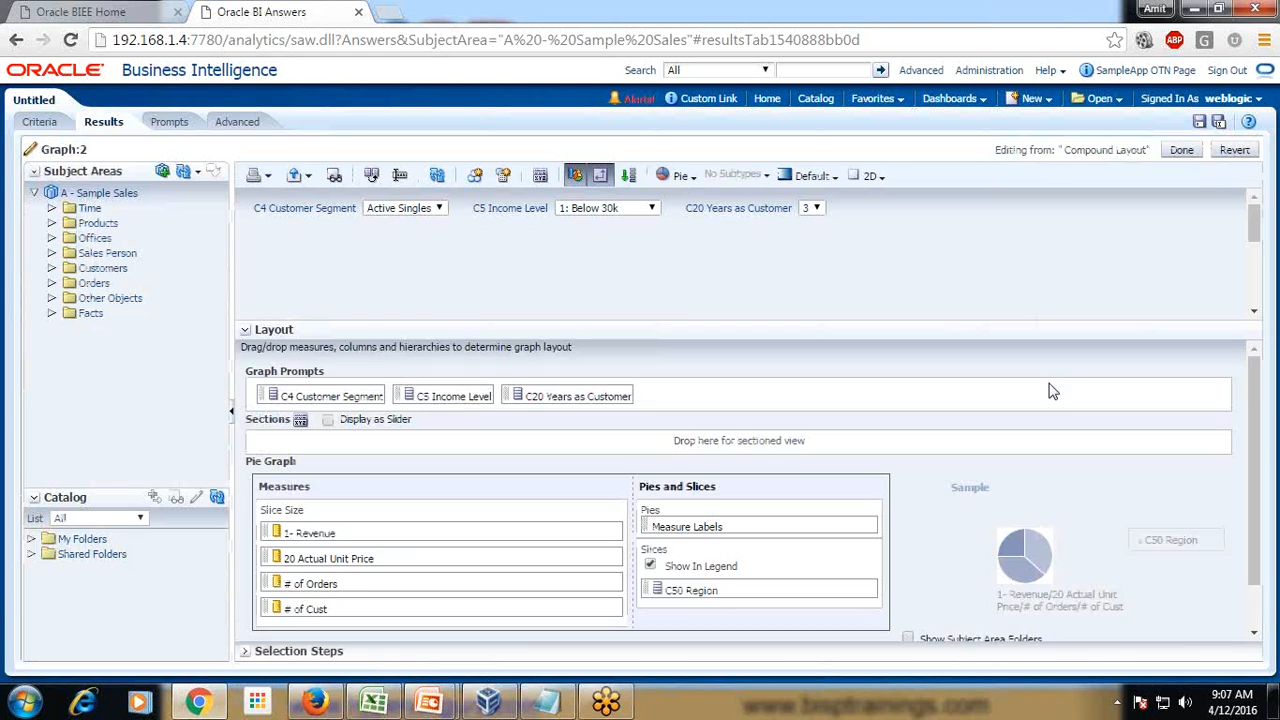 Oracle BIEE Home
Oracle BI Answers
Amit
192.168.1.4:7780/analytics/saw.dll?Answers&SubjectArea="A%20-%20Sample%20Sales"#resultsTab1540888bb0d
ABP
G
ORACLE Business Intelligence
Search All
Advanced Administration Help SampleApp OTN Page Sign Out
Untitled
Alerts! Custom Link Home Catalog Favorites Dashboards New Open Signed In As weblogic
Criteria Results Prompts Advanced
Graph:2
Editing from: "Compound Layout" Done Revert
Subject Areas
Pie No Subtypes Default 2D
A - Sample Sales
Time
Products
Offices
Sales Person
Customers
Orders
Other Objects
Facts
C4 Customer Segment Active Singles C5 Income Level 1: Below 30k C20 Years as Customer 3
Layout
Drag/drop measures, columns and hierarchies to determine graph layout
Graph Prompts
C4 Customer Segment C5 Income Level C20 Years as Customer
Sections Display as Slider
Drop here for sectioned view
Pie Graph
Measures
Slice Size
1- Revenue
20 Actual Unit Price
# of Orders
# of Cust
Pies and Slices
Pies
Measure Labels
Slices
Show In Legend
C50 Region
Sample
C50 Region
1- Revenue/20 Actual Unit
Price/# of Orders/# of Cust
Show Subject Area Folders
Catalog
List All
My Folders
Shared Folders
Selection Steps
9:07 AM
4/12/2016